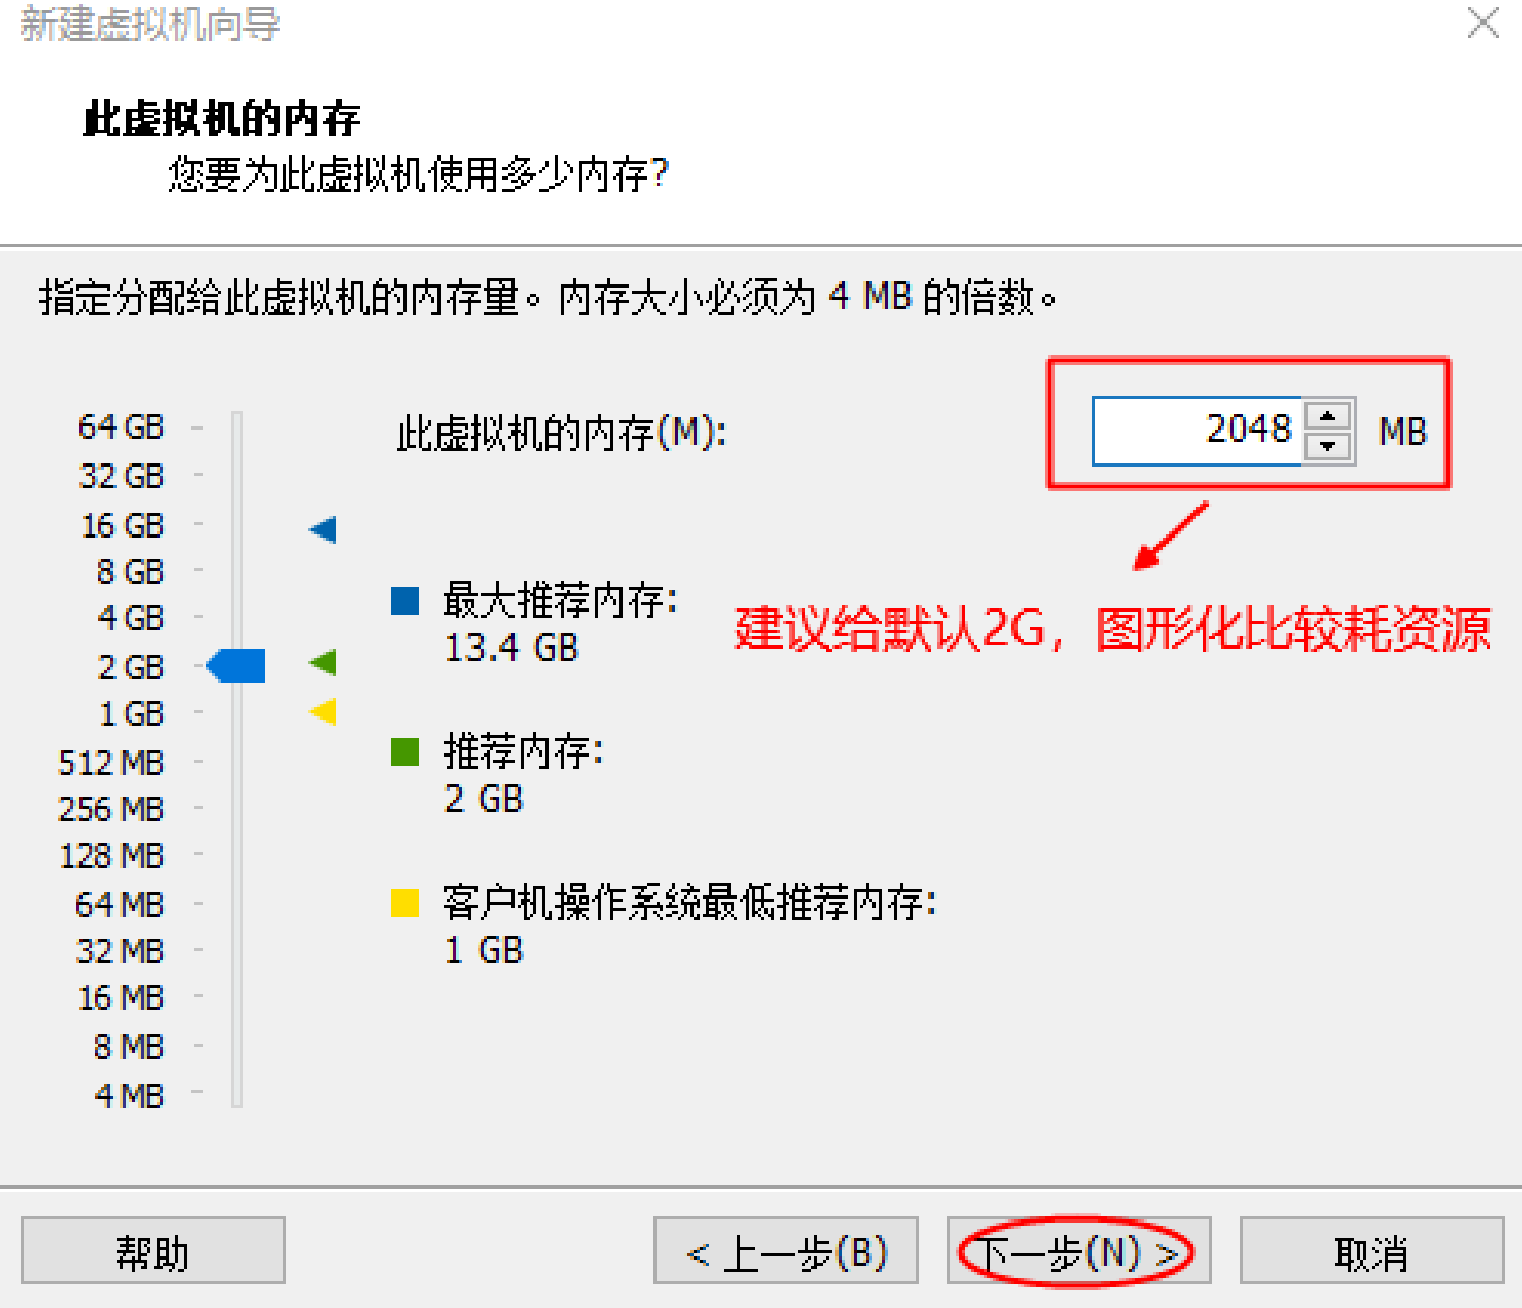 新建虚拟机向导
此虚拟机的内存
您要为此虚拟机使用多少内存?
指定分配给此虚拟机的内存量。内存大小必须为 4 MB 的倍数。
此虚拟机的内存(M):
2048 MB
64 GB
32 GB
16 GB
8 GB
4 GB
2 GB
1 GB
512 MB
256 MB
128 MB
64 MB
32 MB
16 MB
8 MB
4 MB
最大推荐内存:
13.4 GB
建议给默认2G，图形化比较耗资源
推荐内存:
2 GB
客户机操作系统最低推荐内存:
1 GB
帮助
< 上一步(B)
下一步(N) >
取消